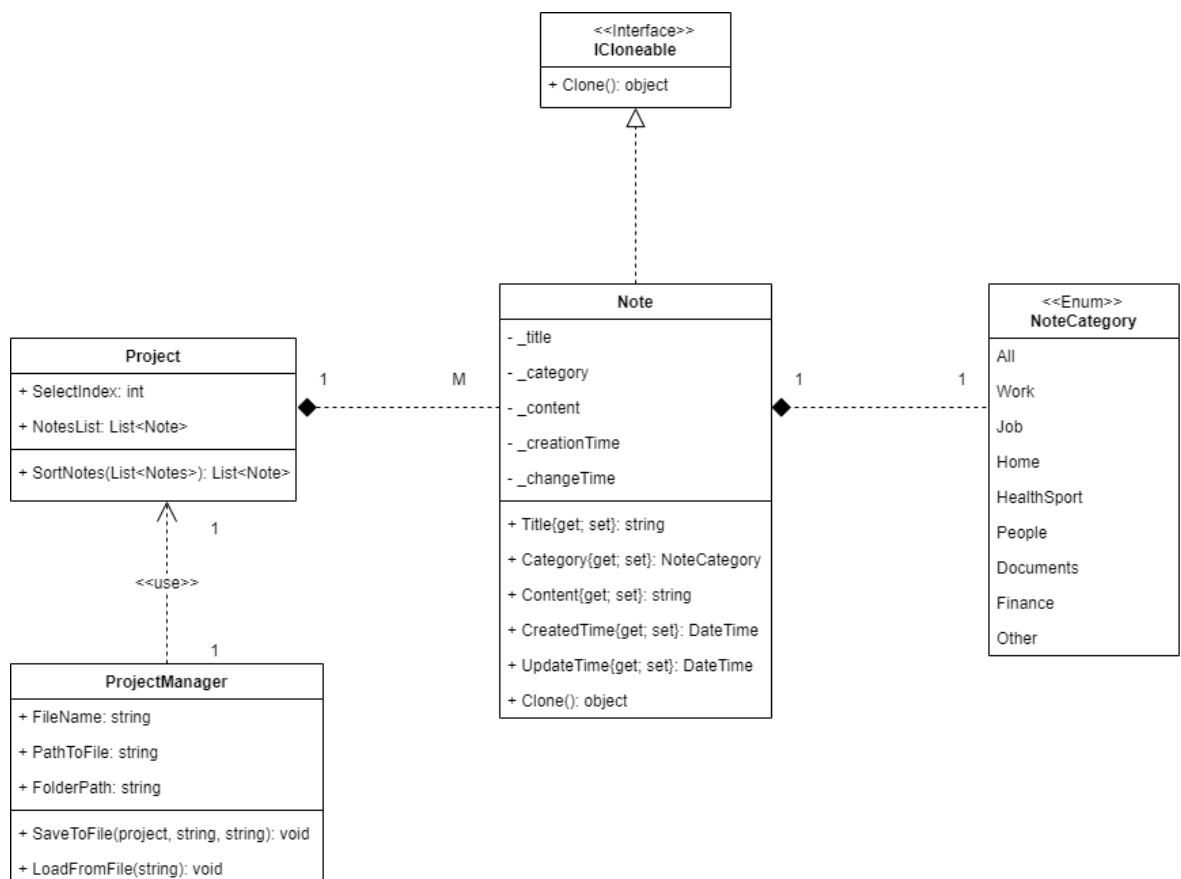 <<Interface>>
ICloneable
+ Clone(): object
Note
- _title
- _category
- _content
- _creationTime
- _changeTime
+ Title{get; set}: string
+ Category{get; set}: NoteCategory
+ Content{get; set}: string
+ CreatedTime{get; set}: DateTime
+ UpdateTime{get; set}: DateTime
+ Clone(): object
<<Enum>>
NoteCategory
All
Work
Job
Home
HealthSport
People
Documents
Finance
Other
Project
+ SelectIndex: int
+ NotesList: List<Note>
+ SortNotes(List<Notes>): List<Note>
1
M
1
1
1
<<use>>
1
ProjectManager
+ FileName: string
+ PathToFile: string
+ FolderPath: string
+ SaveToFile(project, string, string): void
+ LoadFromFile(string): void